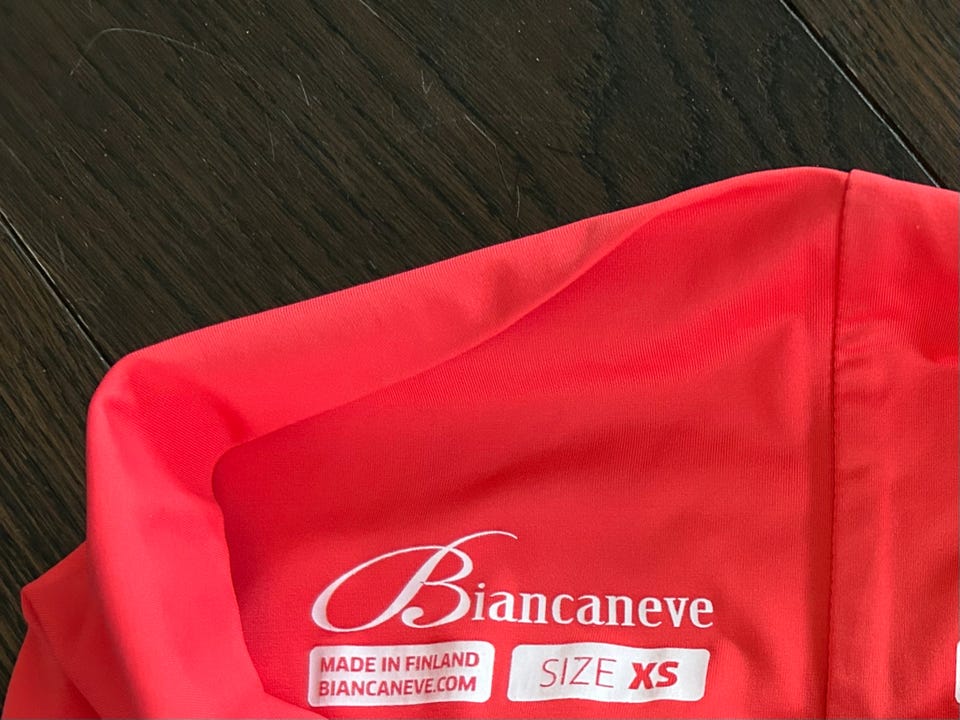 Biancaneve
MADE IN FINLAND
BIANCANEVE.COM
SIZE XS